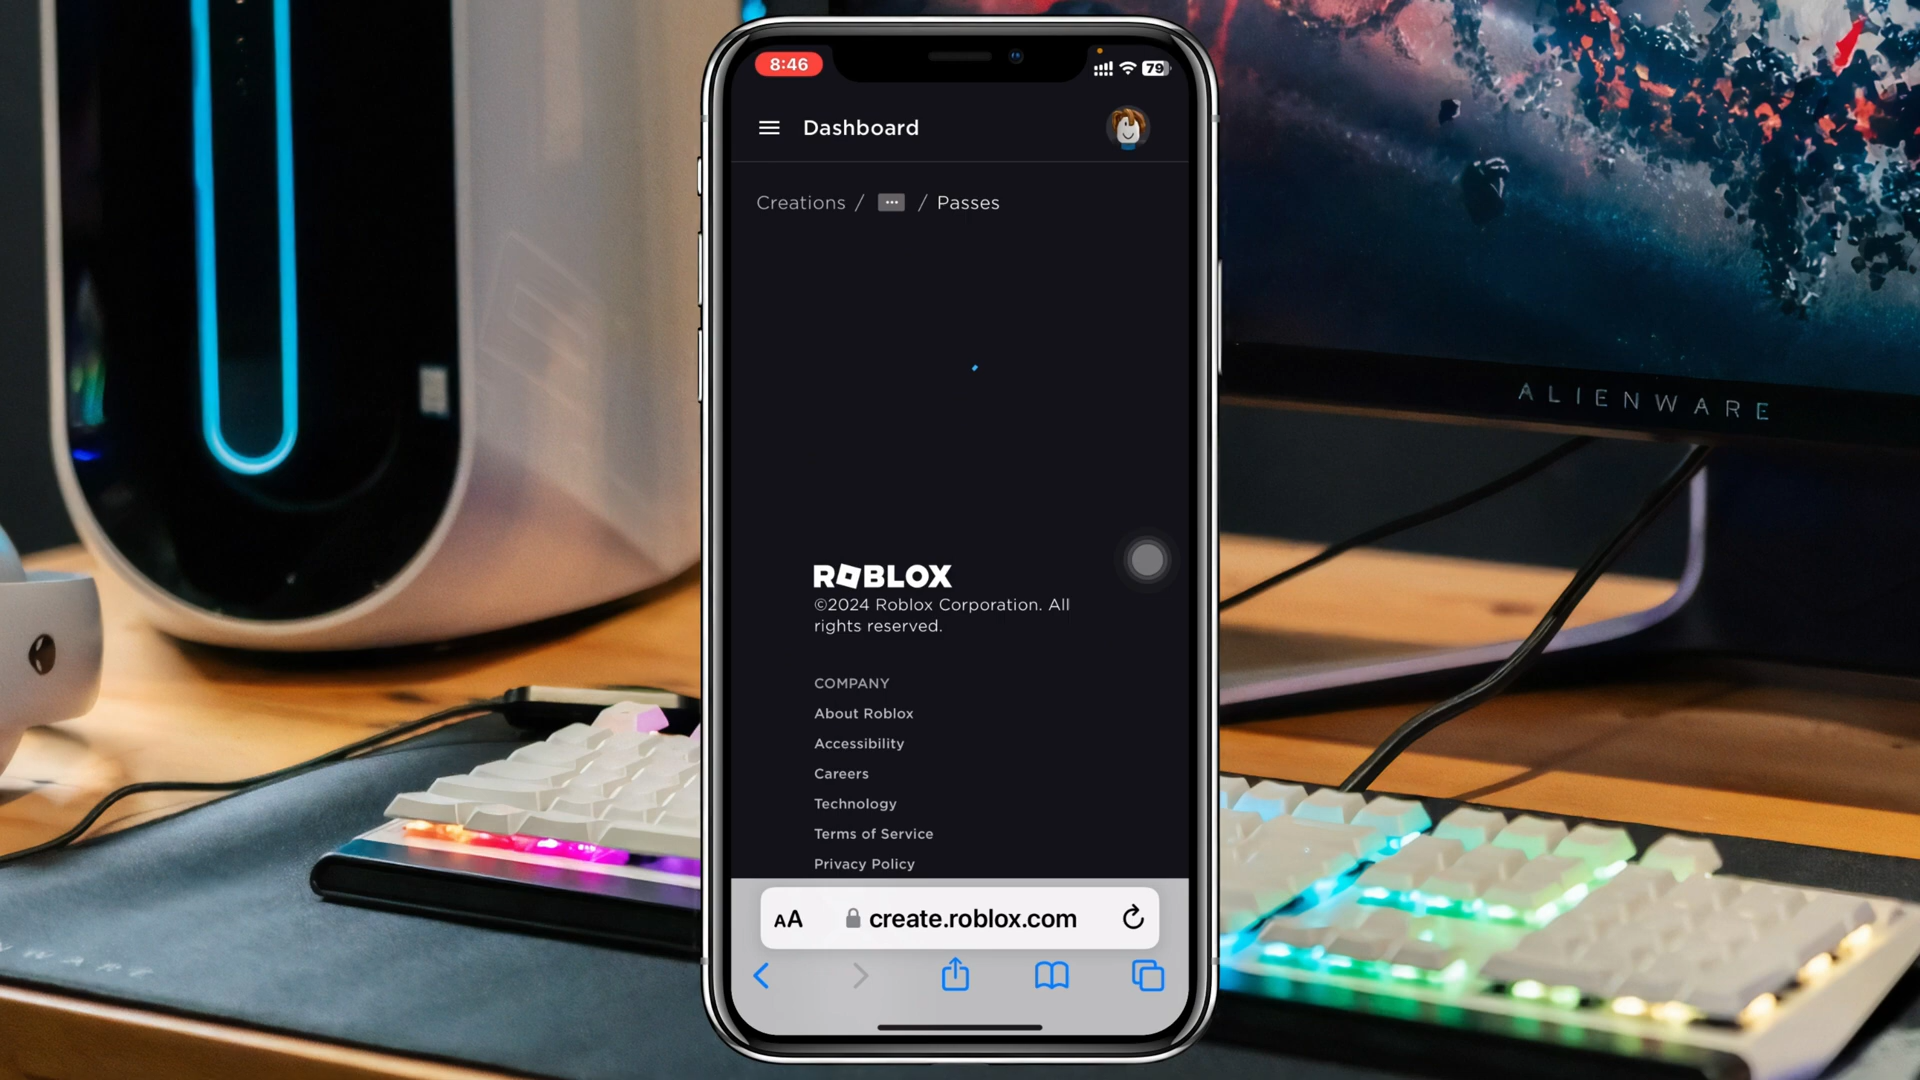 8:46
79
Dashboard
Creations / ... / Passes
ALIENWARE
ROBLOX
©2024 Roblox Corporation. All
rights reserved.
COMPANY
About Roblox
Accessibility
Careers
Technology
Terms of Service
Privacy Policy
AA create.roblox.com